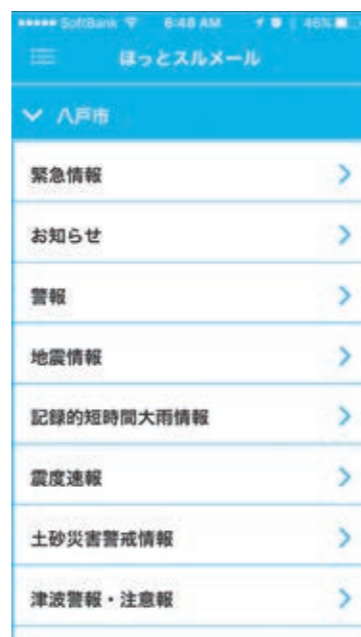 SoftBank 6:48 AM 46%
ほっとスルメール
八戸市
緊急情報
お知らせ
警報
地震情報
記録的短時間大雨情報
震度速報
土砂災害警戒情報
津波警報・注意報